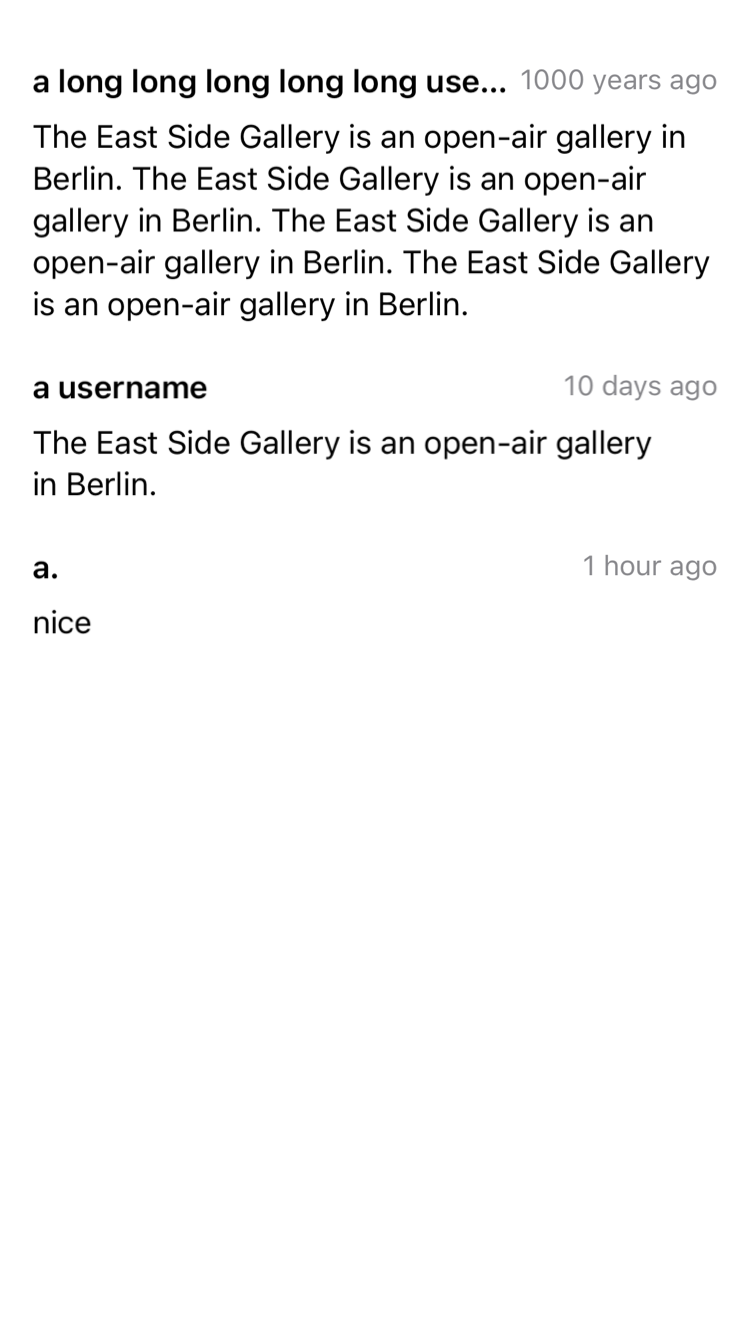 a long long long long long use... 1000 years ago
The East Side Gallery is an open-air gallery in
Berlin. The East Side Gallery is an open-air
gallery in Berlin. The East Side Gallery is an
open-air gallery in Berlin. The East Side Gallery
is an open-air gallery in Berlin.
a username 10 days ago
The East Side Gallery is an open-air gallery
in Berlin.
a. 1 hour ago
nice